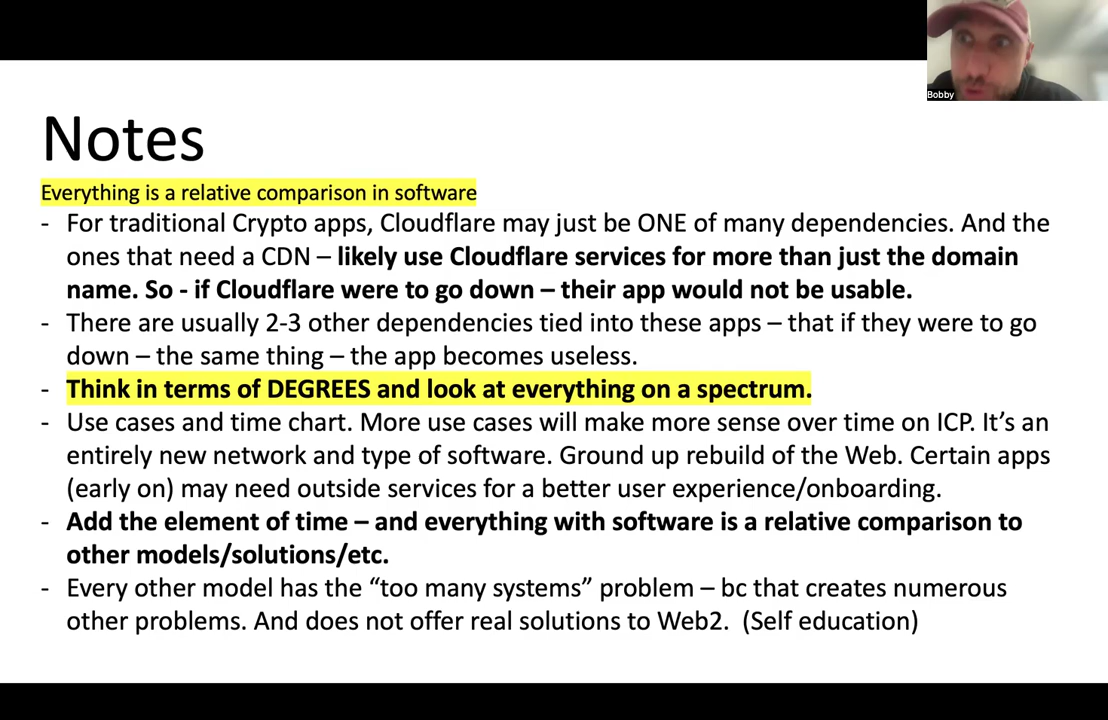 Bobby
Notes
Everything is a relative comparison in software
- For traditional Crypto apps, Cloudflare may just be ONE of many dependencies. And the
ones that need a CDN – likely use Cloudflare services for more than just the domain
name. So - if Cloudflare were to go down – their app would not be usable.
- There are usually 2-3 other dependencies tied into these apps – that if they were to go
down – the same thing – the app becomes useless.
- Think in terms of DEGREES and look at everything on a spectrum.
- Use cases and time chart. More use cases will make more sense over time on ICP. It’s an
entirely new network and type of software. Ground up rebuild of the Web. Certain apps
(early on) may need outside services for a better user experience/onboarding.
- Add the element of time – and everything with software is a relative comparison to
other models/solutions/etc.
- Every other model has the “too many systems” problem – bc that creates numerous
other problems. And does not offer real solutions to Web2. (Self education)